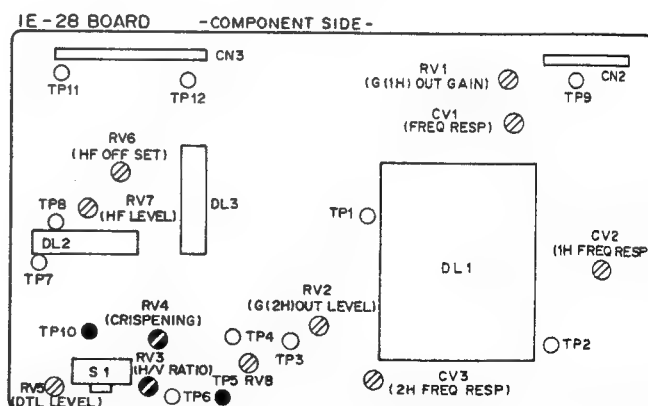 IE-28 BOARD -COMPONENT SIDE-
CN3
TP11
TP12
RV1
(G(1H) OUT GAIN)
CN2
TP9
CV1
(FREQ RESP)
RV6
(HF OFF SET)
RV7
(HF LEVEL)
TP8
DL2
TP7
DL3
TP1
DL1
CV2
(1H FREQ RESP)
RV2
(G(2H)OUT LEVEL)
RV4
(CRISPENING)
TP10
TP4
TP3
TP2
S1
RV3
(H/V RATIO)
RV8
RV5
(DTL LEVEL)
TP6
TP5
CV3
(2H FREQ RESP)